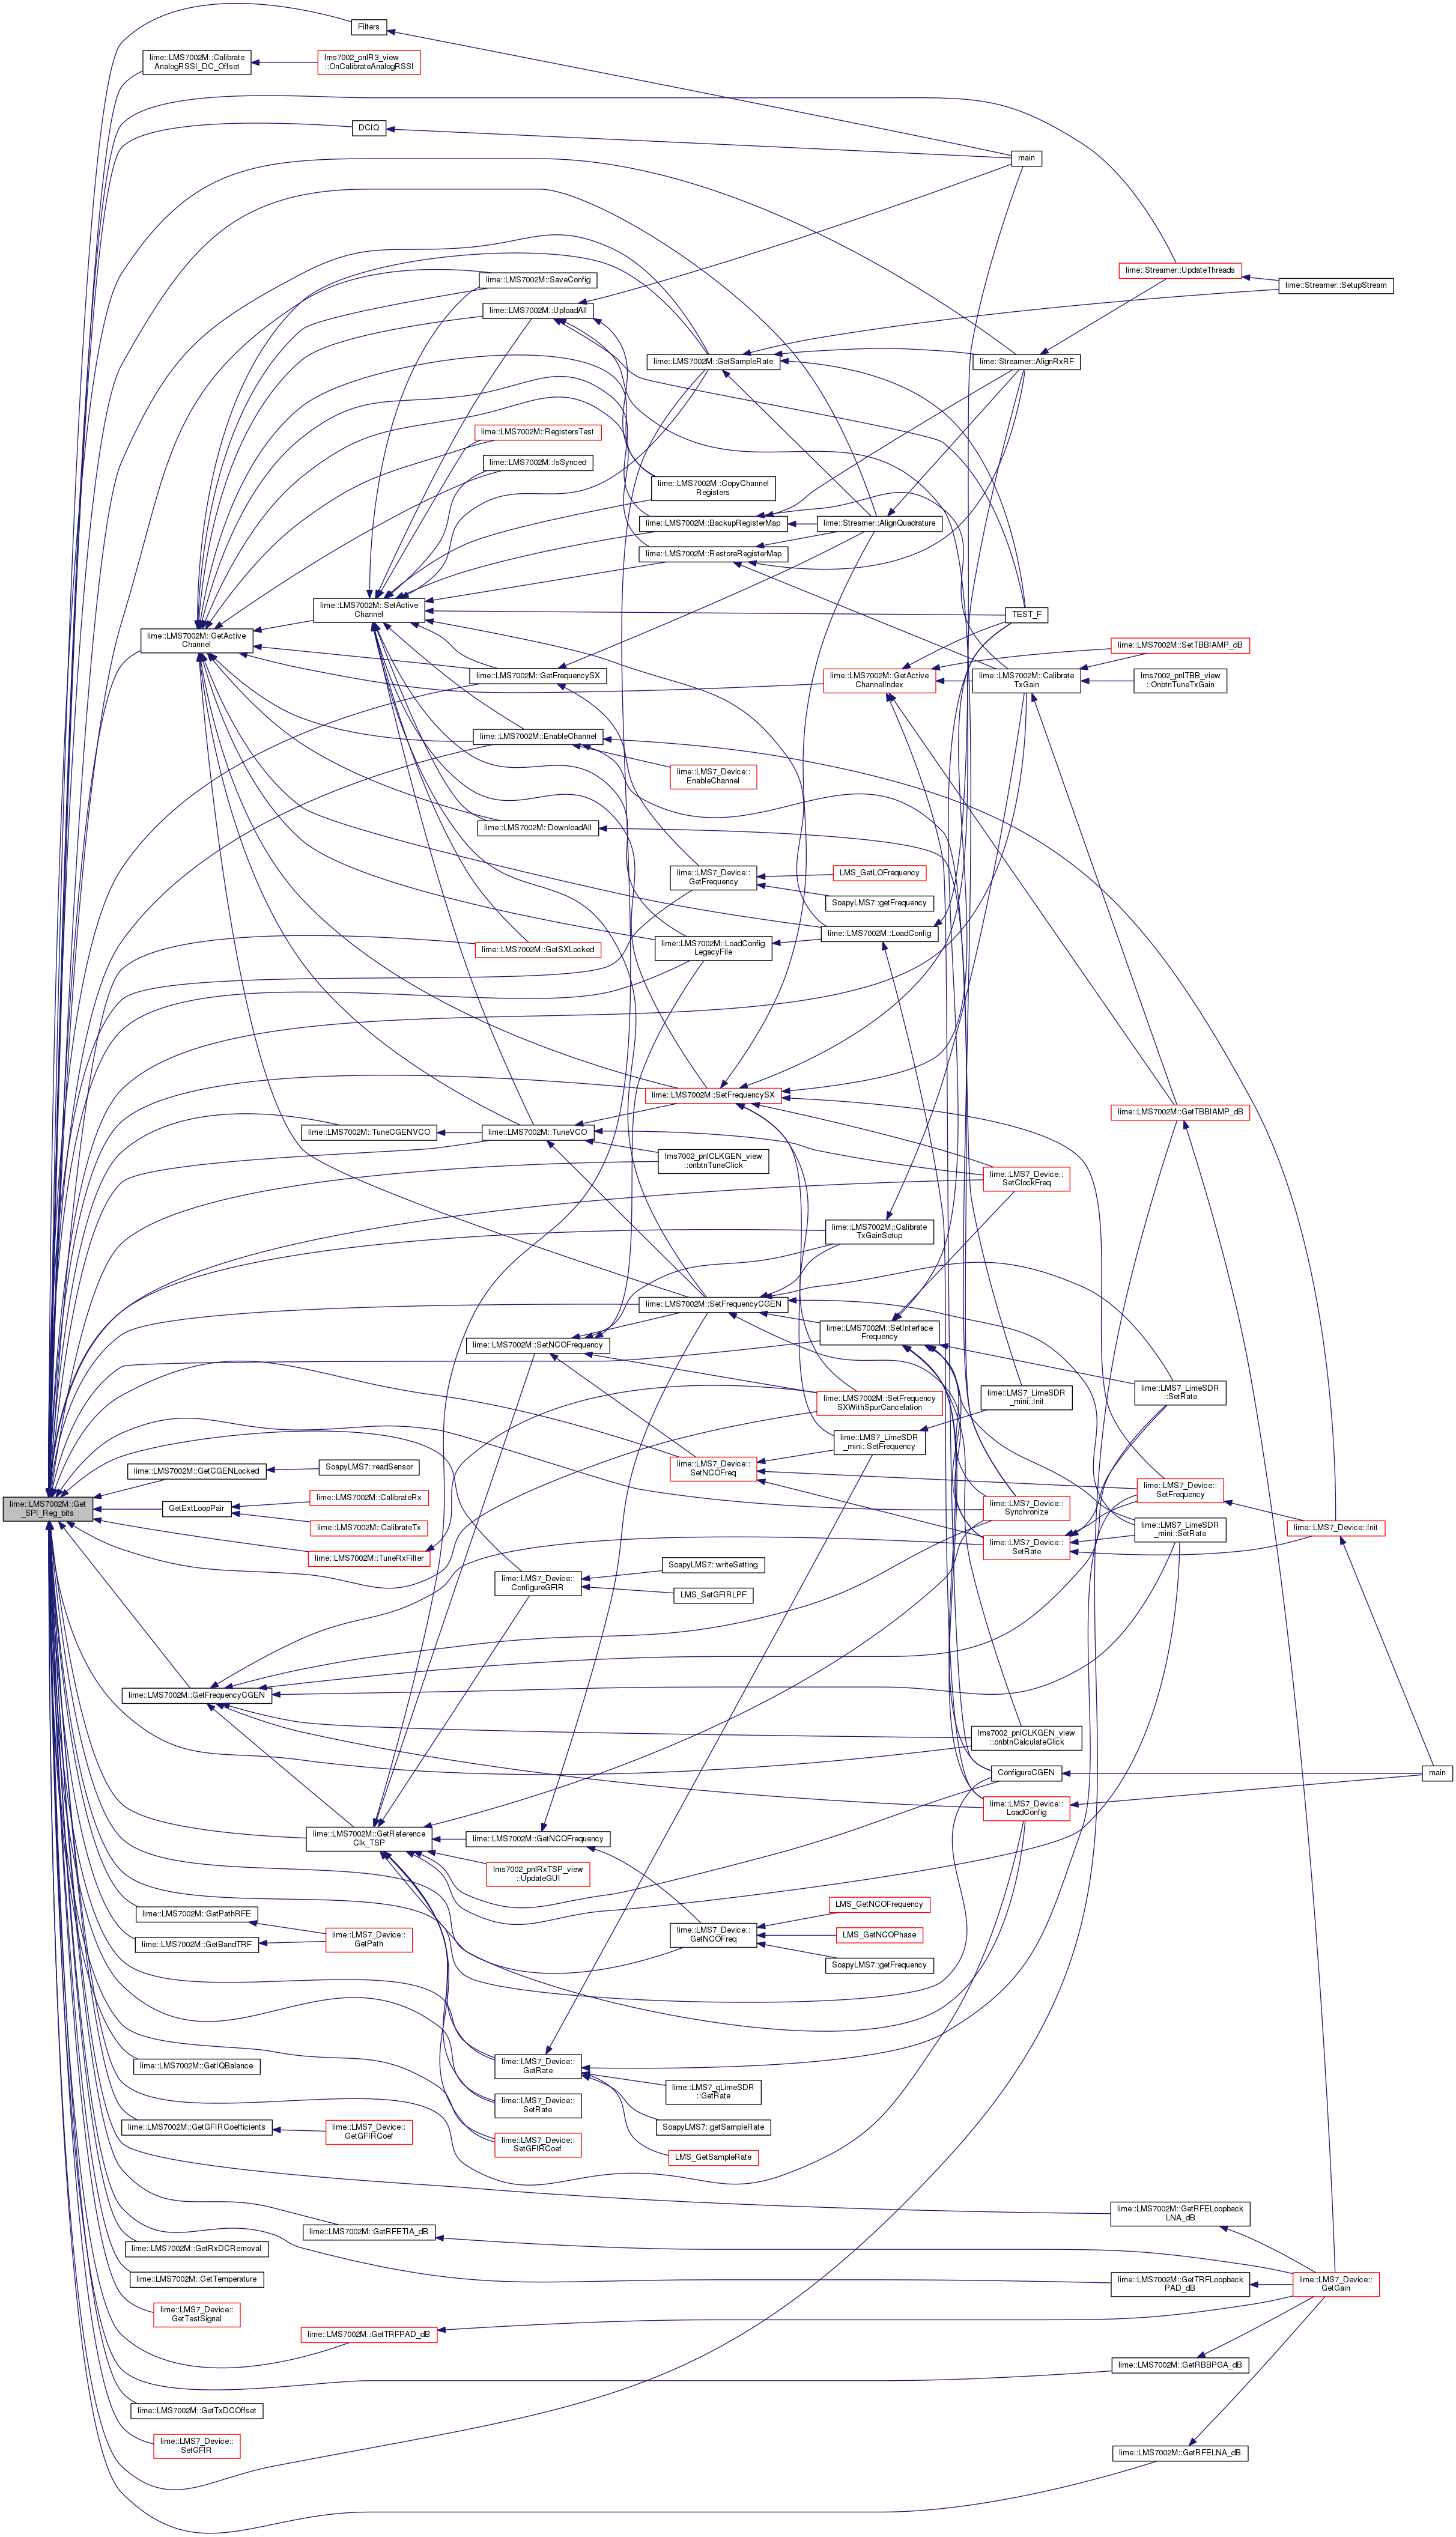 Filters
lime::LMS7002M::Calibrate
AnalogRSSI_DC_Offset
lms7002_pnlR3_view
::OnCalibrateAnalogRSSI
DCIQ
main
lime::Streamer::UpdateThreads
lime::Streamer::SetupStream
lime::LMS7002M::SaveConfig
lime::LMS7002M::UploadAll
lime::LMS7002M::GetSampleRate
lime::Streamer::AlignRxRF
lime::LMS7002M::RegistersTest
lime::LMS7002M::IsSynced
lime::LMS7002M::CopyChannel
Registers
lime::LMS7002M::BackupRegisterMap
lime::Streamer::AlignQuadrature
lime::LMS7002M::RestoreRegisterMap
lime::LMS7002M::SetActive
Channel
TEST_F
lime::LMS7002M::GetActive
Channel
lime::LMS7002M::SetTBBIAMP_dB
lime::LMS7002M::GetFrequencySX
lime::LMS7002M::GetActive
ChannelIndex
lime::LMS7002M::Calibrate
TxGain
lms7002_pnlTBB_view
::OnbtnTuneTxGain
lime::LMS7002M::EnableChannel
lime::LMS7_Device::
EnableChannel
lime::LMS7002M::DownloadAll
lime::LMS7_Device::
GetFrequency
LMS_GetLOFrequency
SoapyLMS7::getFrequency
lime::LMS7002M::LoadConfig
lime::LMS7002M::GetSXLocked
lime::LMS7002M::LoadConfig
LegacyFile
lime::LMS7002M::SetFrequencySX
lime::LMS7002M::GetTBBIAMP_dB
lime::LMS7002M::TuneCGENVCO
lime::LMS7002M::TuneVCO
lms7002_pnlCLKGEN_view
::onbtnTuneClick
lime::LMS7_Device::
SetClockFreq
lime::LMS7002M::Calibrate
TxGainSetup
lime::LMS7002M::SetFrequencyCGEN
lime::LMS7002M::SetInterface
Frequency
lime::LMS7002M::SetNCOFrequency
lime::LMS7_LimeSDR
_mini::Init
lime::LMS7_LimeSDR
::SetRate
lime::LMS7002M::SetFrequency
SXWithSpurCancelation
lime::LMS7_LimeSDR
_mini::SetFrequency
lime::LMS7002M::GetCGENLocked
SoapyLMS7::readSensor
lime::LMS7_Device::
SetNCOFreq
lime::LMS7_Device::
SetFrequency
lime::LMS7002M::Get
_SPI_Reg_bits
GetExtLoopPair
lime::LMS7002M::CalibrateRx
lime::LMS7002M::CalibrateTx
lime::LMS7_Device::
Synchronize
lime::LMS7_Device::Init
lime::LMS7_LimeSDR
_mini::SetRate
lime::LMS7_Device::
SetRate
lime::LMS7002M::TuneRxFilter
lime::LMS7_Device::
ConfigureGFIR
SoapyLMS7::writeSetting
LMS_SetGFIRLPF
lime::LMS7002M::GetFrequencyCGEN
lms7002_pnlCLKGEN_view
::onbtnCalculateClick
ConfigureCGEN
main
lime::LMS7_Device::
LoadConfig
lime::LMS7002M::GetReference
Clk_TSP
lime::LMS7002M::GetNCOFrequency
lms7002_pnlRxTSP_view
::UpdateGUI
lime::LMS7002M::GetPathRFE
lime::LMS7002M::GetBandTRF
lime::LMS7_Device::
GetPath
lime::LMS7_Device::
GetNCOFreq
LMS_GetNCOFrequency
LMS_GetNCOPhase
SoapyLMS7::getFrequency
lime::LMS7002M::GetIQBalance
lime::LMS7_Device::
GetRate
lime::LMS7_qLimeSDR
::GetRate
lime::LMS7_Device::
SetRate
SoapyLMS7::getSampleRate
lime::LMS7002M::GetGFIRCoefficients
lime::LMS7_Device::
GetGFIRCoef
lime::LMS7_Device::
SetGFIRCoef
LMS_GetSampleRate
lime::LMS7002M::GetRFELoopback
LNA_dB
lime::LMS7002M::GetRFETIA_dB
lime::LMS7002M::GetRxDCRemoval
lime::LMS7002M::GetTemperature
lime::LMS7002M::GetTRFLoopback
PAD_dB
lime::LMS7_Device::
GetGain
lime::LMS7_Device::
GetTestSignal
lime::LMS7002M::GetTRFPAD_dB
lime::LMS7002M::GetRBBPGA_dB
lime::LMS7002M::GetTxDCOffset
lime::LMS7_Device::
SetGFIR
lime::LMS7002M::GetRFELNA_dB